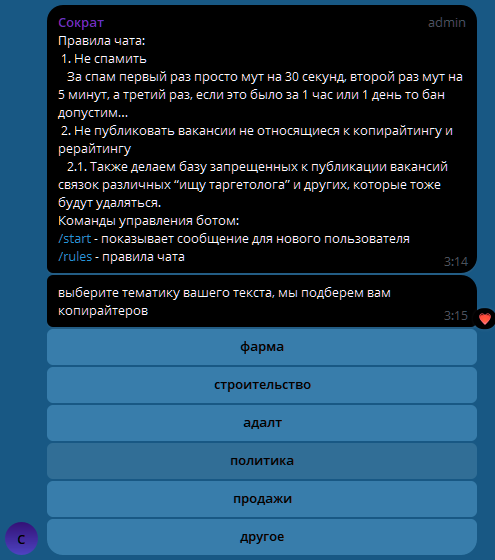 Сократ admin
Правила чата:
1. Не спамить
За спам первый раз просто мут на 30 секунд, второй раз мут на
5 минут, а третий раз, если это было за 1 час или 1 день то бан
допустим...
2. Не публиковать вакансии не относящиеся к копирайтингу и
рерайтингу
2.1. Также делаем базу запрещенных к публикации вакансий
связок различных “ищу таргетолога” и других, которые тоже
будут удаляться.
Команды управления ботом:
/start - показывает сообщение для нового пользователя
/rules - правила чата
3:14
выберите тематику вашего текста, мы подберем вам
копирайтеров
3:15
фарма
строительство
адалт
политика
продажи
другое
С